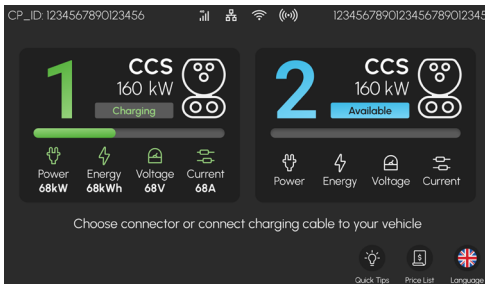 CP_ID: 1234567890123456
1234567890123456789012345
1
CCS
160 kW
Charging
Power
68kW
Energy
68kWh
Voltage
68V
Current
68A
2
CCS
160 kW
Available
Power
Energy
Voltage
Current
Choose connector or connect charging cable to your vehicle
$
Quick Tips
Price List
Language